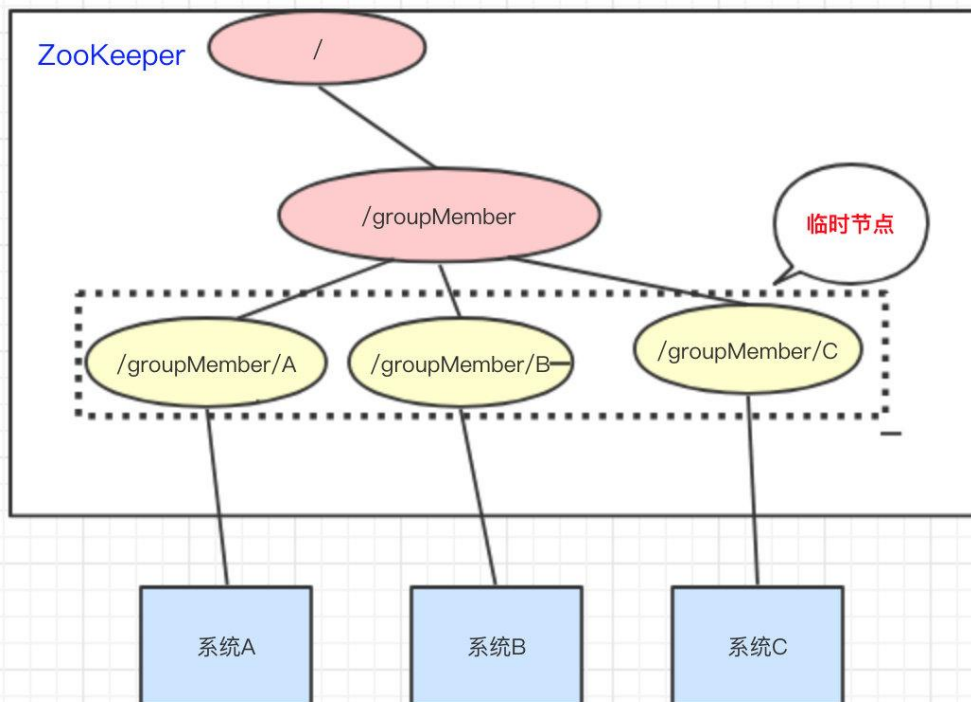 ZooKeeper
/
/groupMember
临时节点
/groupMember/A
/groupMember/B
/groupMember/C
系统A
系统B
系统C